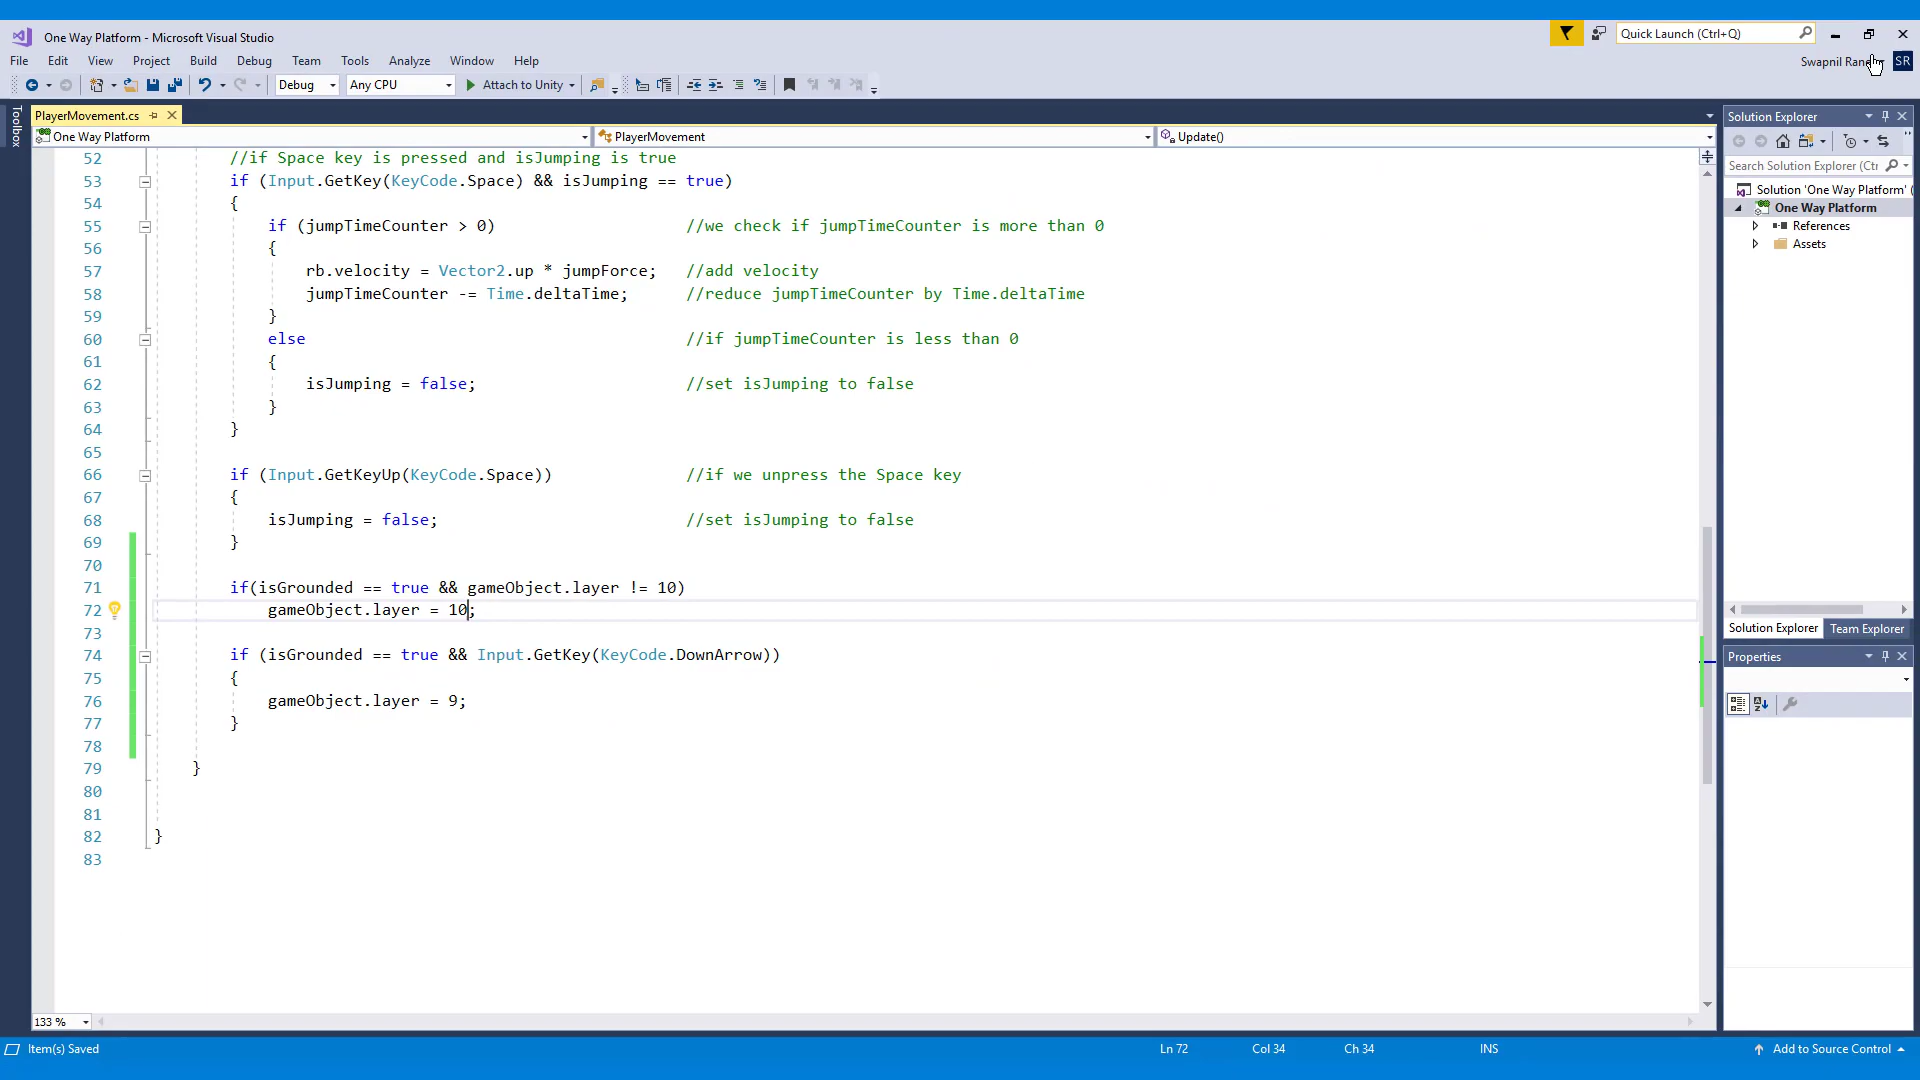 One Way Platform - Microsoft Visual Studio
Quick Launch (Ctrl+Q)
File Edit View Project Build Debug Team Tools Analyze Window Help
SR
Debug Any CPU Attach to Unity
Toolbox
PlayerMovement.cs
One Way Platform PlayerMovement Update()
52 //if Space key is pressed and isJumping is true
53 if (Input.GetKey(KeyCode.Space) && isJumping == true)
54 {
55 if (jumpTimeCounter > 0) //we check if jumpTimeCounter is more than 0
56 {
57 rb.velocity = Vector2.up * jumpForce; //add velocity
58 jumpTimeCounter -= Time.deltaTime; //reduce jumpTimeCounter by Time.deltaTime
59 }
60 else //if jumpTimeCounter is less than 0
61 {
62 isJumping = false; //set isJumping to false
63 }
64 }
65
66 if (Input.GetKeyUp(KeyCode.Space)) //if we unpress the Space key
67 {
68 isJumping = false; //set isJumping to false
69 }
70
71 if(isGrounded == true && gameObject.layer != 10)
72 gameObject.layer = 10;
73
74 if (isGrounded == true && Input.GetKey(KeyCode.DownArrow))
75 {
76 gameObject.layer = 9;
77 }
78
79 }
80
81
82 }
83
133 %
Solution Explorer
Search Solution Explorer (Ctr
Solution 'One Way Platform' (
One Way Platform
References
Assets
Solution Explorer Team Explorer
Properties
Item(s) Saved Ln 72 Col 34 Ch 34 INS Add to Source Control